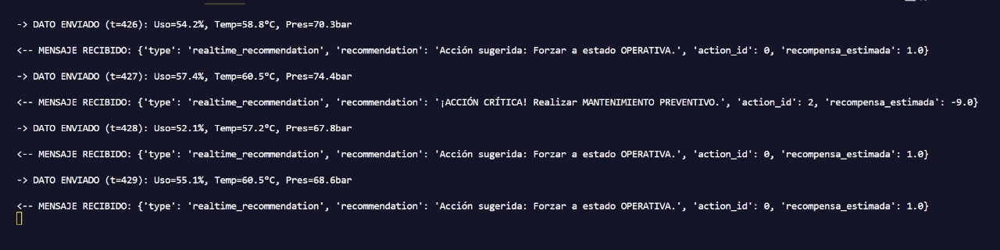 -> DATO ENVIADO (t=426): Uso=54.2%, Temp=58.8°C, Pres=70.3bar
<-- MENSAJE RECIBIDO: {'type': 'realtime_recommendation', 'recommendation': 'Acción sugerida: Forzar a estado OPERATIVA.', 'action_id': 0, 'recompensa_estimada': 1.0}
-> DATO ENVIADO (t=427): Uso=57.4%, Temp=60.5°C, Pres=74.4bar
<-- MENSAJE RECIBIDO: {'type': 'realtime_recommendation', 'recommendation': '¡ACCIÓN CRÍTICA! Realizar MANTENIMIENTO PREVENTIVO.', 'action_id': 2, 'recompensa_estimada': -9.0}
-> DATO ENVIADO (t=428): Uso=52.1%, Temp=57.2°C, Pres=67.8bar
<-- MENSAJE RECIBIDO: {'type': 'realtime_recommendation', 'recommendation': 'Acción sugerida: Forzar a estado OPERATIVA.', 'action_id': 0, 'recompensa_estimada': 1.0}
-> DATO ENVIADO (t=429): Uso=55.1%, Temp=60.5°C, Pres=68.6bar
<-- MENSAJE RECIBIDO: {'type': 'realtime_recommendation', 'recommendation': 'Acción sugerida: Forzar a estado OPERATIVA.', 'action_id': 0, 'recompensa_estimada': 1.0}